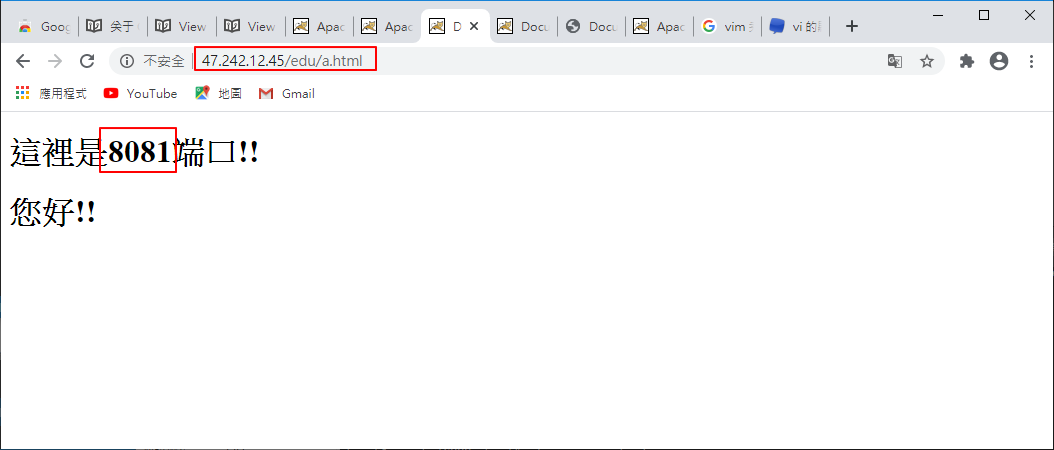 Goog
关于
View
View
Apac
Apac
D
Docu
Docu
Apac
vim
vi 的
不安全
47.242.12.45/edu/a.html
應用程式
YouTube
地圖
Gmail
這裡是8081端口!!
您好!!